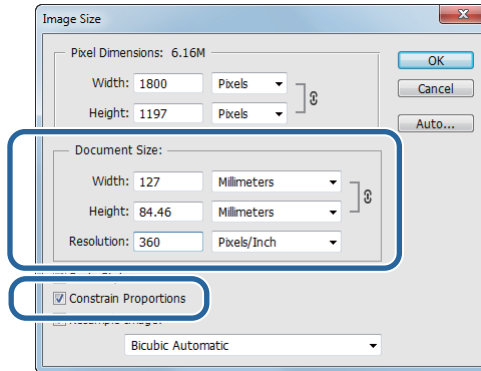 Image Size
Pixel Dimensions: 6.16M
Width: 1800 Pixels
Height: 1197 Pixels
OK
Cancel
Auto...
Document Size:
Width: 127 Millimeters
Height: 84.46 Millimeters
Resolution: 360 Pixels/Inch
Constrain Proportions
Bicubic Automatic